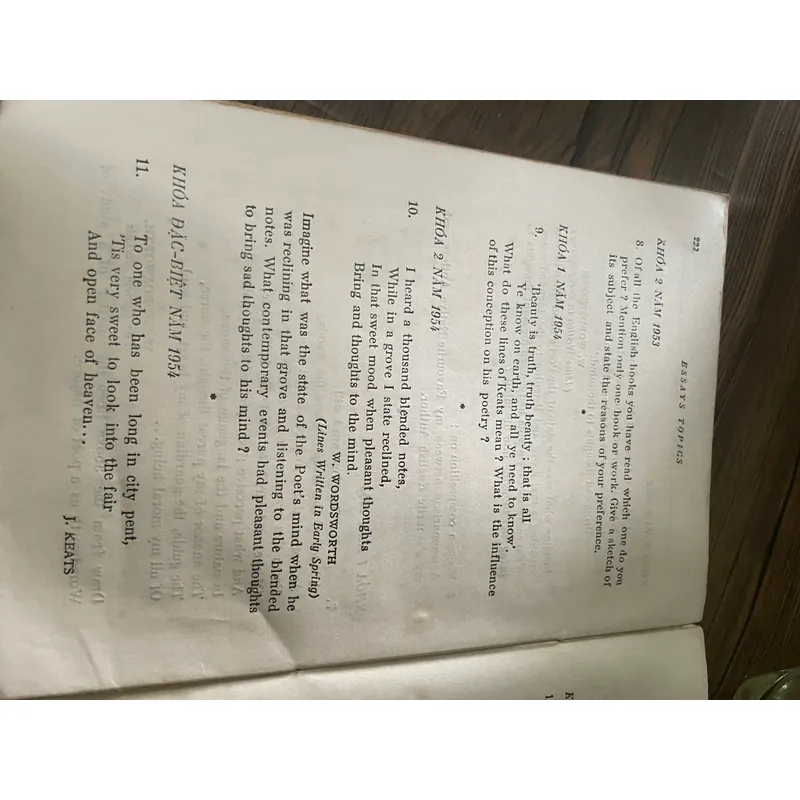 222
ESSAYS TOPICS
KHÓA 2 NĂM 1953
8. Of all the English books you have read which one do you
prefer ? Mention only one book or work. Give a sketch of
its subject and state the reasons of your preference.
*
KHÓA 1 NĂM 1954
9.
'Beauty is truth, truth beauty ; that is all
Ye know on earth, and all ye need to know'.
What do these lines of Keats mean ? What is the influence
of this conception on his poetry ?
*
KHÓA 2 NĂM 1954
10.
I heard a thousand blended notes,
While in a grove I state reclined,
In that sweet mood when pleasant thoughts
Bring and thoughts to the mind.
W. WORDSWORTH
(Lines Written in Early Spring)
Imagine what was the state of the Poet's mind when he
was reclining in that grove and listening to the blended
notes. What contemporary events had pleasant thoughts
to bring sad thoughts to his mind ?
*
KHÓA ĐẶC-BIỆT NĂM 1954
11.
To one who has been long in city pent,
'Tis very sweet to look into the fair
And open face of heaven...
J. KEATS
K
1